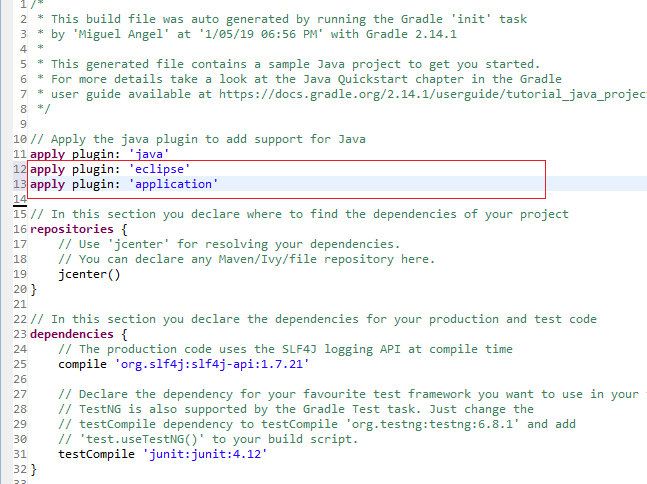 1 /*
2  * This build file was auto generated by running the Gradle 'init' task
3  * by 'Miguel Angel' at '1/05/19 06:56 PM' with Gradle 2.14.1
4  *
5  * This generated file contains a sample Java project to get you started.
6  * For more details take a look at the Java Quickstart chapter in the Gradle
7  * user guide available at https://docs.gradle.org/2.14.1/userguide/tutorial_java_projec
8  */
9
10 // Apply the java plugin to add support for Java
11 apply plugin: 'java'
12 apply plugin: 'eclipse'
13 apply plugin: 'application'
14
15 // In this section you declare where to find the dependencies of your project
16 repositories {
17     // Use 'jcenter' for resolving your dependencies.
18     // You can declare any Maven/Ivy/file repository here.
19     jcenter()
20 }
21
22 // In this section you declare the dependencies for your production and test code
23 dependencies {
24     // The production code uses the SLF4J logging API at compile time
25     compile 'org.slf4j:slf4j-api:1.7.21'
26
27     // Declare the dependency for your favourite test framework you want to use in your
28     // TestNG is also supported by the Gradle Test task. Just change the
29     // testCompile dependency to testCompile 'org.testng:testng:6.8.1' and add
30     // 'test.useTestNG()' to your build script.
31     testCompile 'junit:junit:4.12'
32 }
33